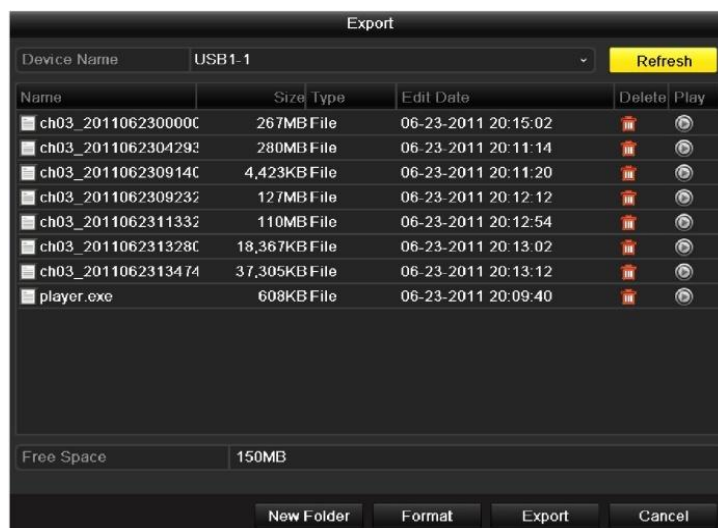 Export
Device Name USB1-1 Refresh
Name Size Type Edit Date Delete Play
ch03_2011062300000 267MB File 06-23-2011 20:15:02
ch03_201106230429 280MB File 06-23-2011 20:11:14
ch03_201106230914 4,423KB File 06-23-2011 20:11:20
ch03_2011062309232 127MB File 06-23-2011 20:12:12
ch03_2011062311332 110MB File 06-23-2011 20:12:54
ch03_201106231328 18,367KB File 06-23-2011 20:13:02
ch03_2011062313474 37,305KB File 06-23-2011 20:13:12
player.exe 608KB File 06-23-2011 20:09:40
Free Space 150MB
New Folder Format Export Cancel